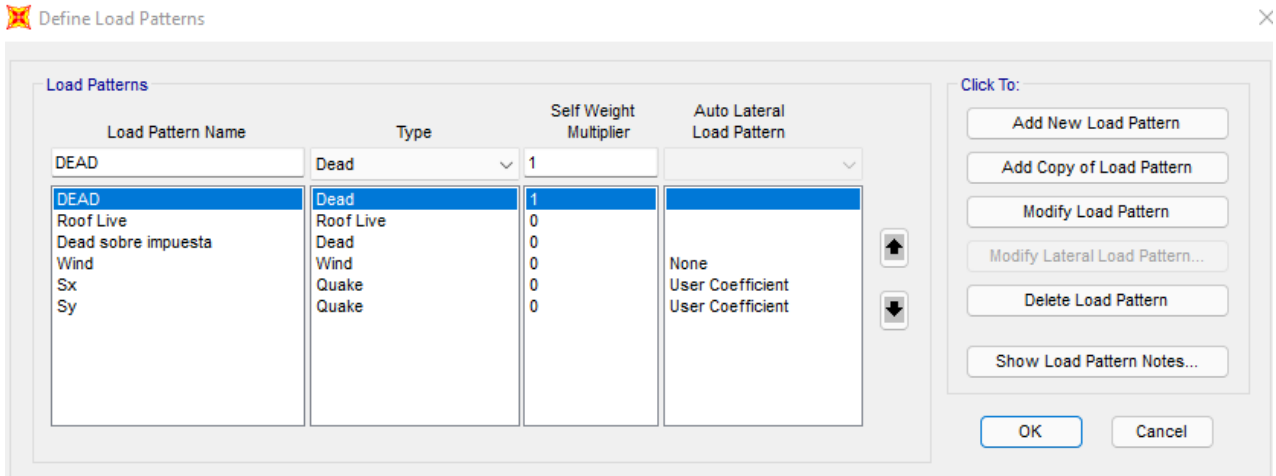 Define Load Patterns
Load Patterns
Click To:
Load Pattern Name Type Self Weight Multiplier Auto Lateral Load Pattern
DEAD Dead 1
DEAD Dead 1
Roof Live Roof Live 0
Dead sobre impuesta Dead 0
Wind Wind 0 None
Sx Quake 0 User Coefficient
Sy Quake 0 User Coefficient
Add New Load Pattern
Add Copy of Load Pattern
Modify Load Pattern
Modify Lateral Load Pattern...
Delete Load Pattern
Show Load Pattern Notes...
OK Cancel